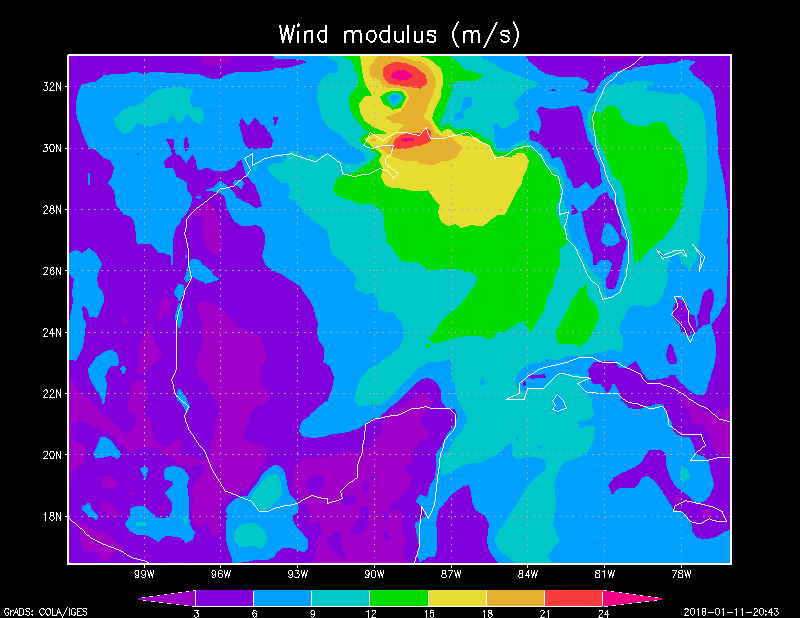 Wind modulus (m/s)
32N
30N
28N
26N
24N
22N
20N
18N
99W 96W 93W 90W 87W 84W 81W 78W
3 6 9 12 15 18 21 24
GrADS: COLA/IGES 2018-01-11-20:43